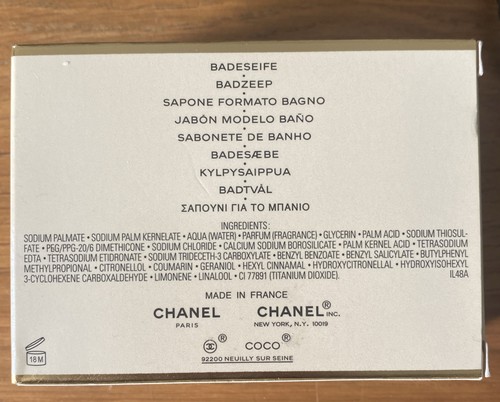 BADESEIFE
•
BADZEEP
•
SAPONE FORMATO BAGNO
•
JABÓN MODELO BAÑO
•
SABONETE DE BANHO
•
BADESÆBE
•
KYLPYSAIPPUA
•
BADTVÅL
•
ΣΑΠΟΥΝΙ ΓΙΑ ΤΟ ΜΠΑΝΙΟ
INGREDIENTS:
SODIUM PALMATE • SODIUM PALM KERNELATE • AQUA (WATER) • PARFUM (FRAGRANCE) • GLYCERIN • PALM ACID • SODIUM THIOSUL-
FATE • PEG/PPG-20/6 DIMETHICONE • SODIUM CHLORIDE • CALCIUM SODIUM BOROSILICATE • PALM KERNEL ACID • TETRASODIUM
EDTA • TETRASODIUM ETIDRONATE • SODIUM TRIDECETH-3 CARBOXYLATE • BENZYL BENZOATE • BENZYL SALICYLATE • BUTYLPHENYL
METHYLPROPIONAL • CITRONELLOL • COUMARIN • GERANIOL • HEXYL CINNAMAL • HYDROXYCITRONELLAL • HYDROXYISOHEXYL
3-CYCLOHEXENE CARBOXALDEHYDE • LIMONENE • LINALOOL • CI 77891 (TITANIUM DIOXIDE). IL48A
MADE IN FRANCE
CHANEL CHANEL® INC.
PARIS NEW YORK, N.Y. 10019
® COCO®
92200 NEUILLY SUR SEINE
18 M